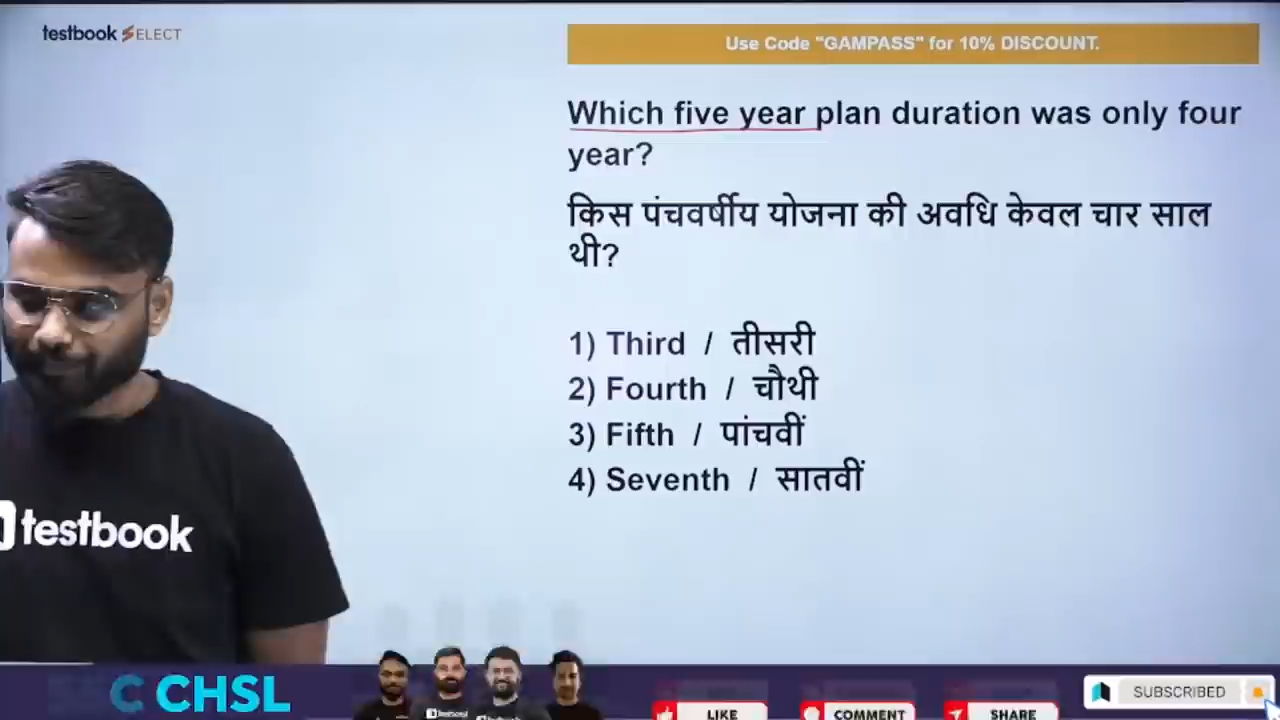 testbook SELECT
Use Code "GAMPASS" for 10% DISCOUNT.
Which five year plan duration was only four
year?
किस पंचवर्षीय योजना की अवधि केवल चार साल
थी?
1) Third / तीसरी
2) Fourth / चौथी
3) Fifth / पांचवीं
4) Seventh / सातवीं
testbook
CHSL
LIKE
COMMENT
SHARE
SUBSCRIBED